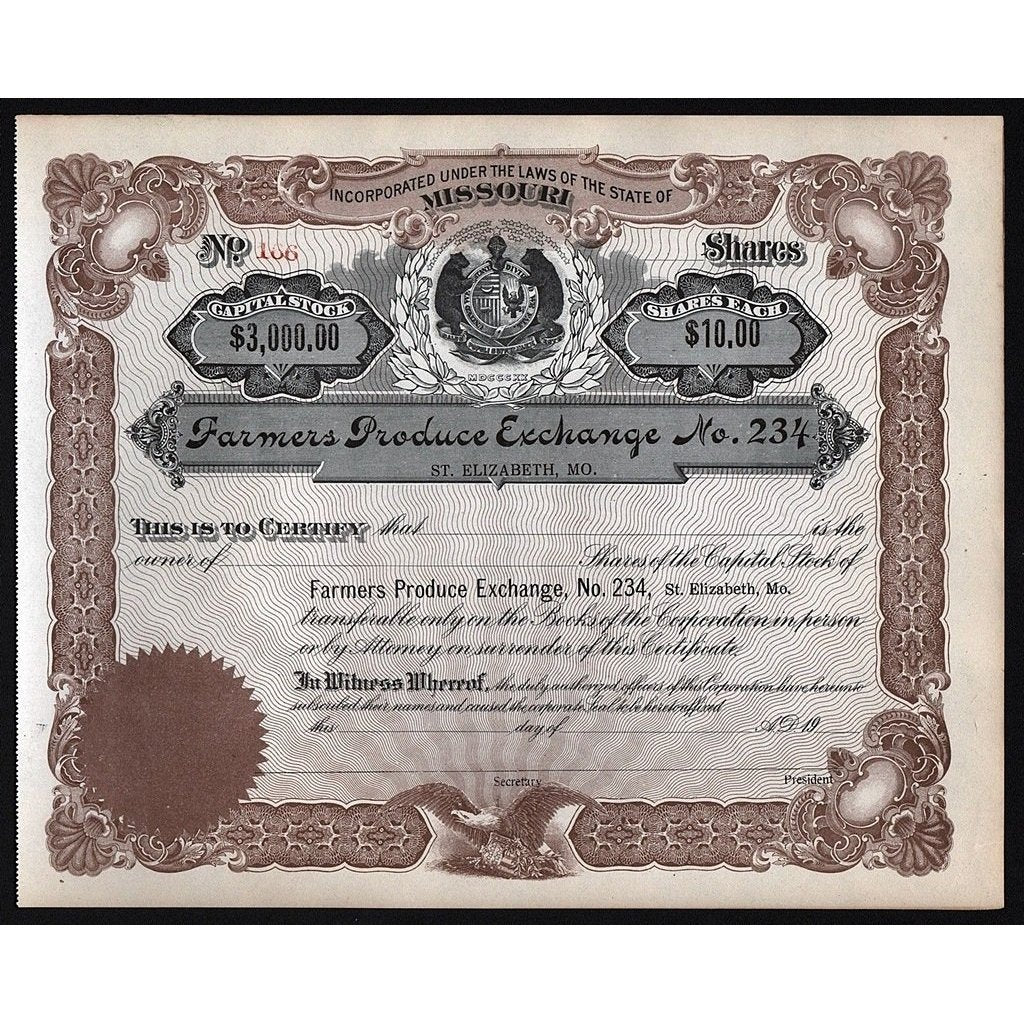 INCORPORATED UNDER THE LAWS OF THE STATE OF
MISSOURI
No. 166 Shares
CAPITAL STOCK
$3,000.00
SHARES EACH
$10.00
MDCCCXX
Farmers Produce Exchange No. 234
ST. ELIZABETH, MO.
THIS IS TO CERTIFY that is the
owner of Shares of the Capital Stock of
Farmers Produce Exchange, No. 234, St. Elizabeth, Mo.
transferable only on the Books of the Corporation in person
or by Attorney on surrender of this Certificate.
In Witness Whereof, the duly authorized officers of this Corporation have hereunto
subscribed their names and caused the corporate Seal to be hereto affixed
this day of A.D. 19
Secretary President